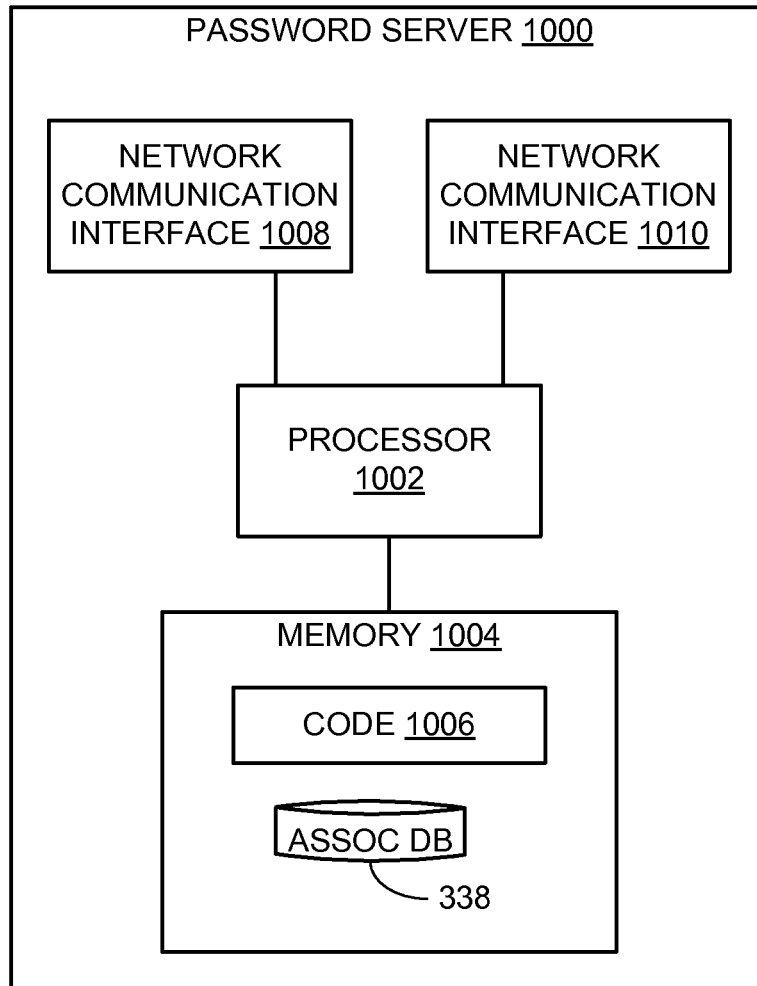 PASSWORD SERVER 1000
NETWORK
COMMUNICATION
INTERFACE 1008
NETWORK
COMMUNICATION
INTERFACE 1010
PROCESSOR
1002
MEMORY 1004
CODE 1006
ASSOC DB
338